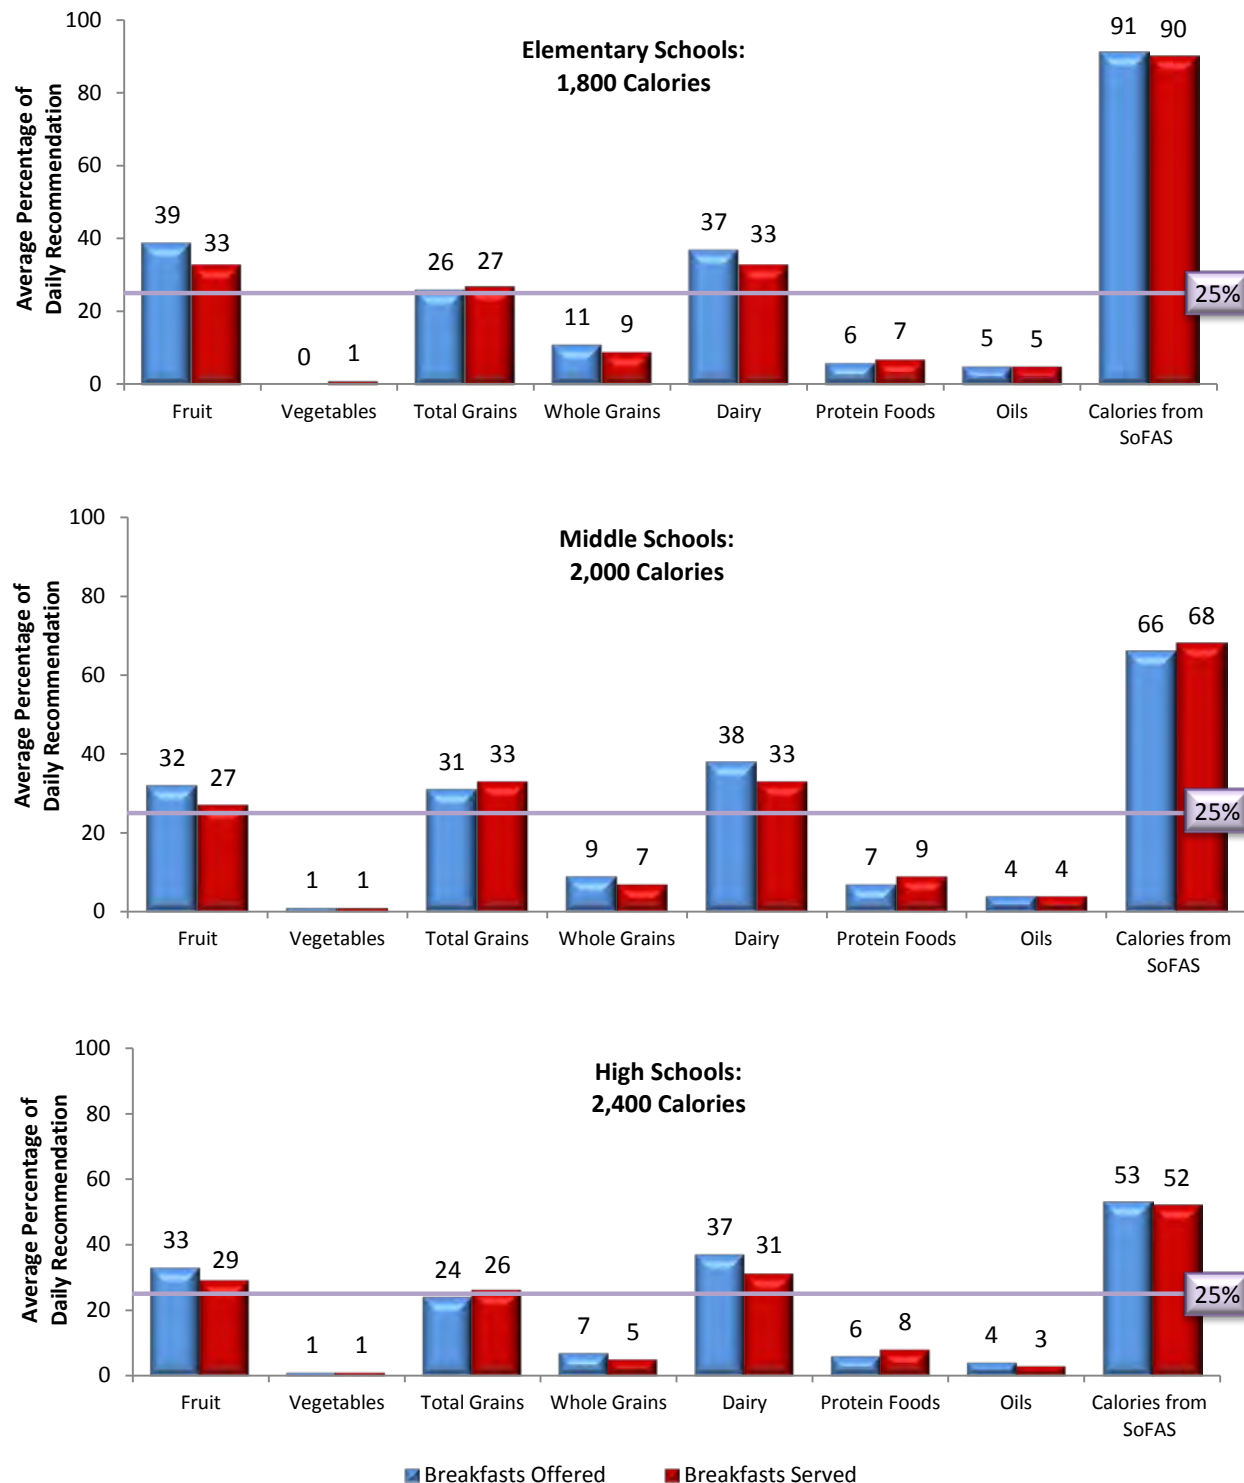 Elementary Schools:
1,800 Calories
Average Percentage of
Daily Recommendation
100
80
60
40
20
0
39
33
0
1
26
27
11
9
37
33
6
7
5
5
91
90
25%
Fruit
Vegetables
Total Grains
Whole Grains
Dairy
Protein Foods
Oils
Calories from
SoFAS
Middle Schools:
2,000 Calories
Average Percentage of
Daily Recommendation
100
80
60
40
20
0
32
27
1
1
31
33
9
7
38
33
7
9
4
4
66
68
25%
Fruit
Vegetables
Total Grains
Whole Grains
Dairy
Protein Foods
Oils
Calories from
SoFAS
High Schools:
2,400 Calories
Average Percentage of
Daily Recommendation
100
80
60
40
20
0
33
29
1
1
24
26
7
5
37
31
6
8
4
3
53
52
25%
Fruit
Vegetables
Total Grains
Whole Grains
Dairy
Protein Foods
Oils
Calories from
SoFAS
Breakfasts Offered
Breakfasts Served